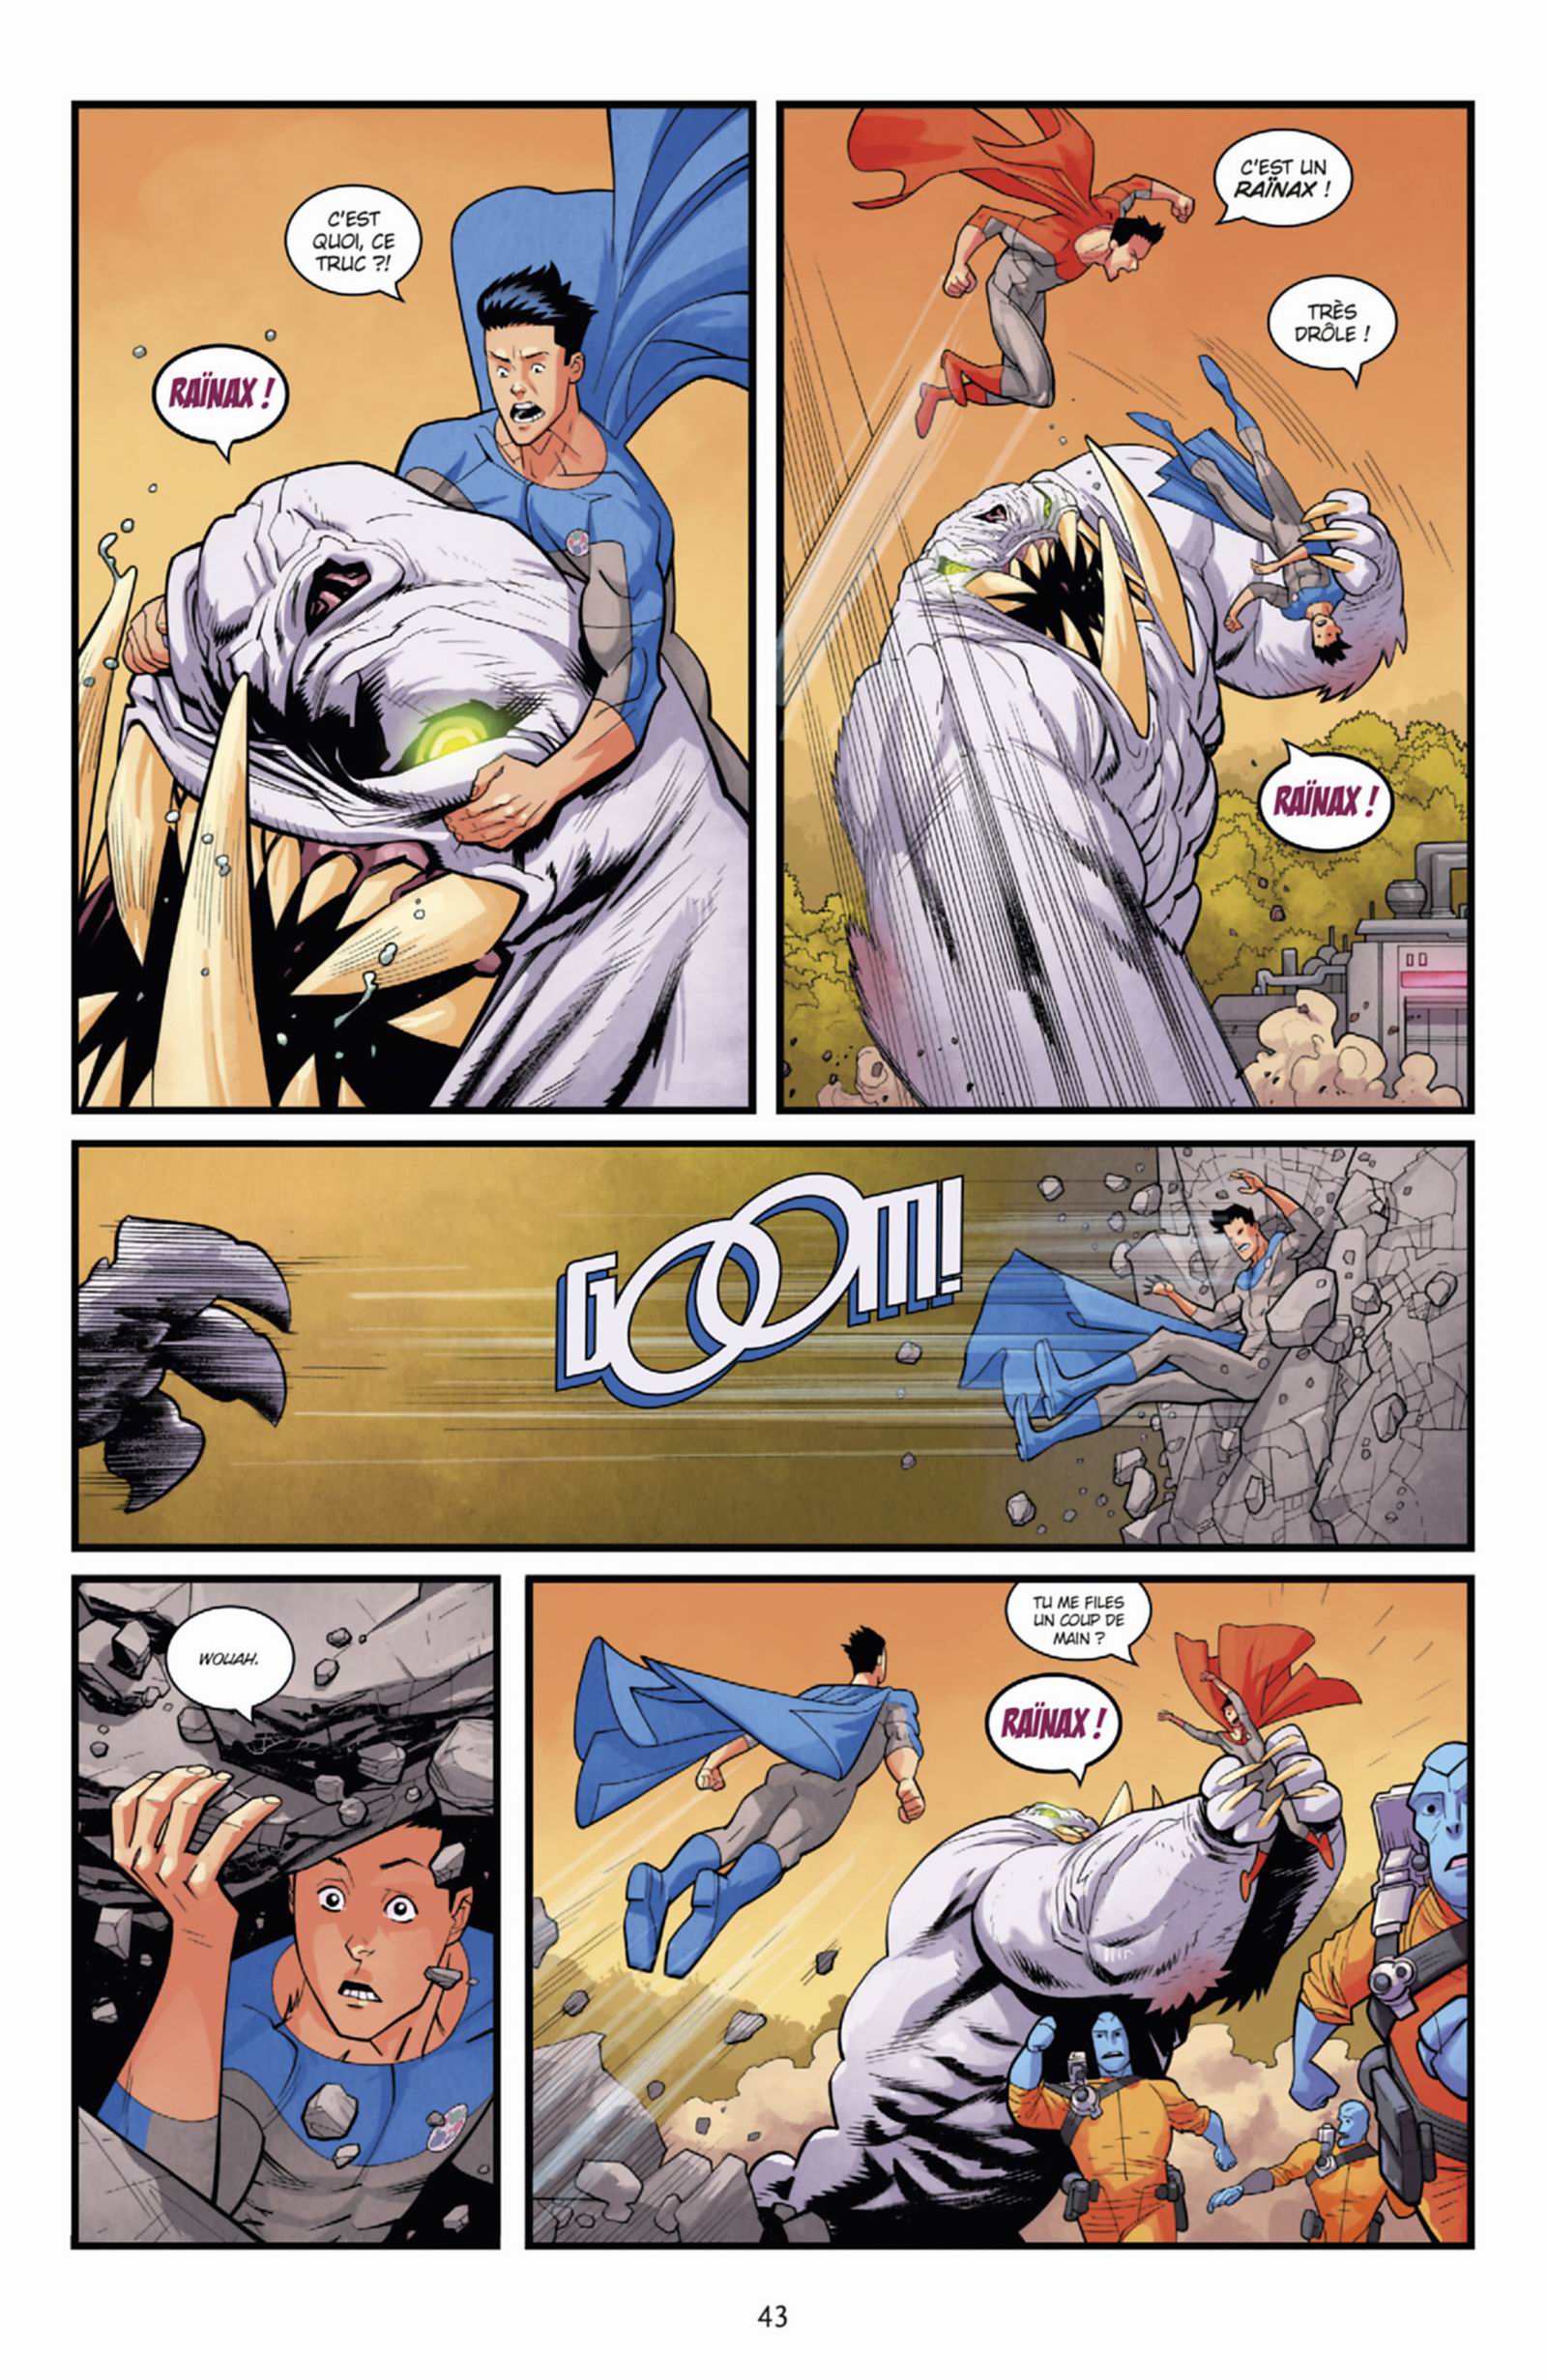 C'EST
QUOI, CE
TRUC ?!
RAÏNAX !
C'EST UN
RAÏNAX !
TRÈS
DRÔLE !
RAÏNAX !
GOOM!
WOUAH.
TU ME FILES
UN COUP DE
MAIN ?
RAÏNAX !
43